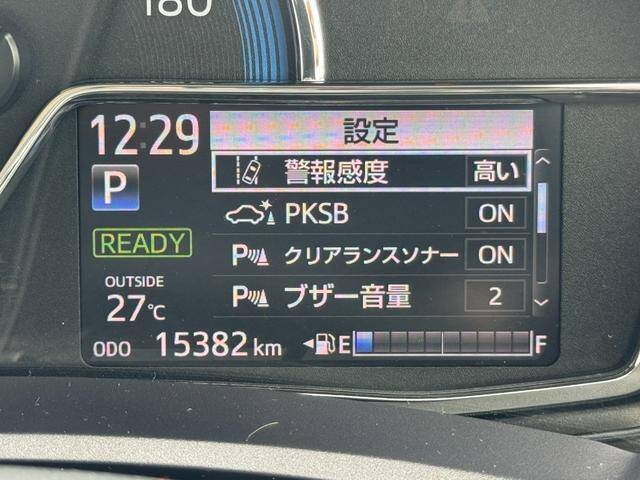 180
12:29
設定
P
警報感度 高い
PKSB ON
READY
P クリアランスソナー ON
OUTSIDE
27℃
P ブザー音量 2
ODO 15382 km
E F